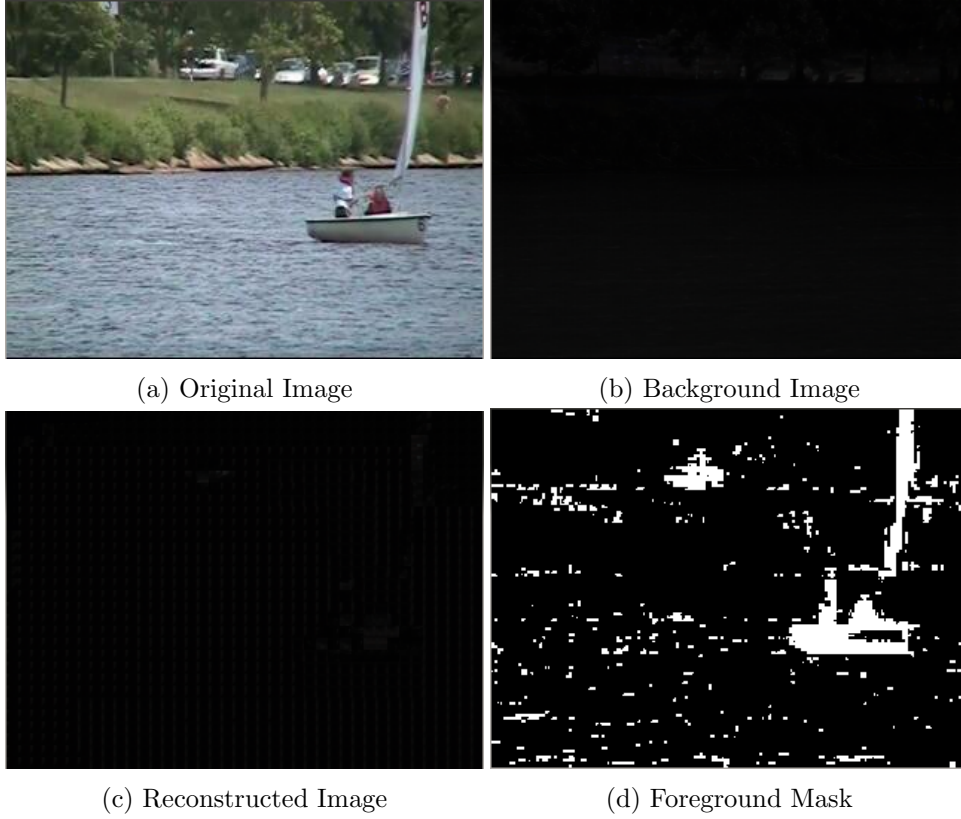 (a) Original Image
(b) Background Image
(c) Reconstructed Image
(d) Foreground Mask